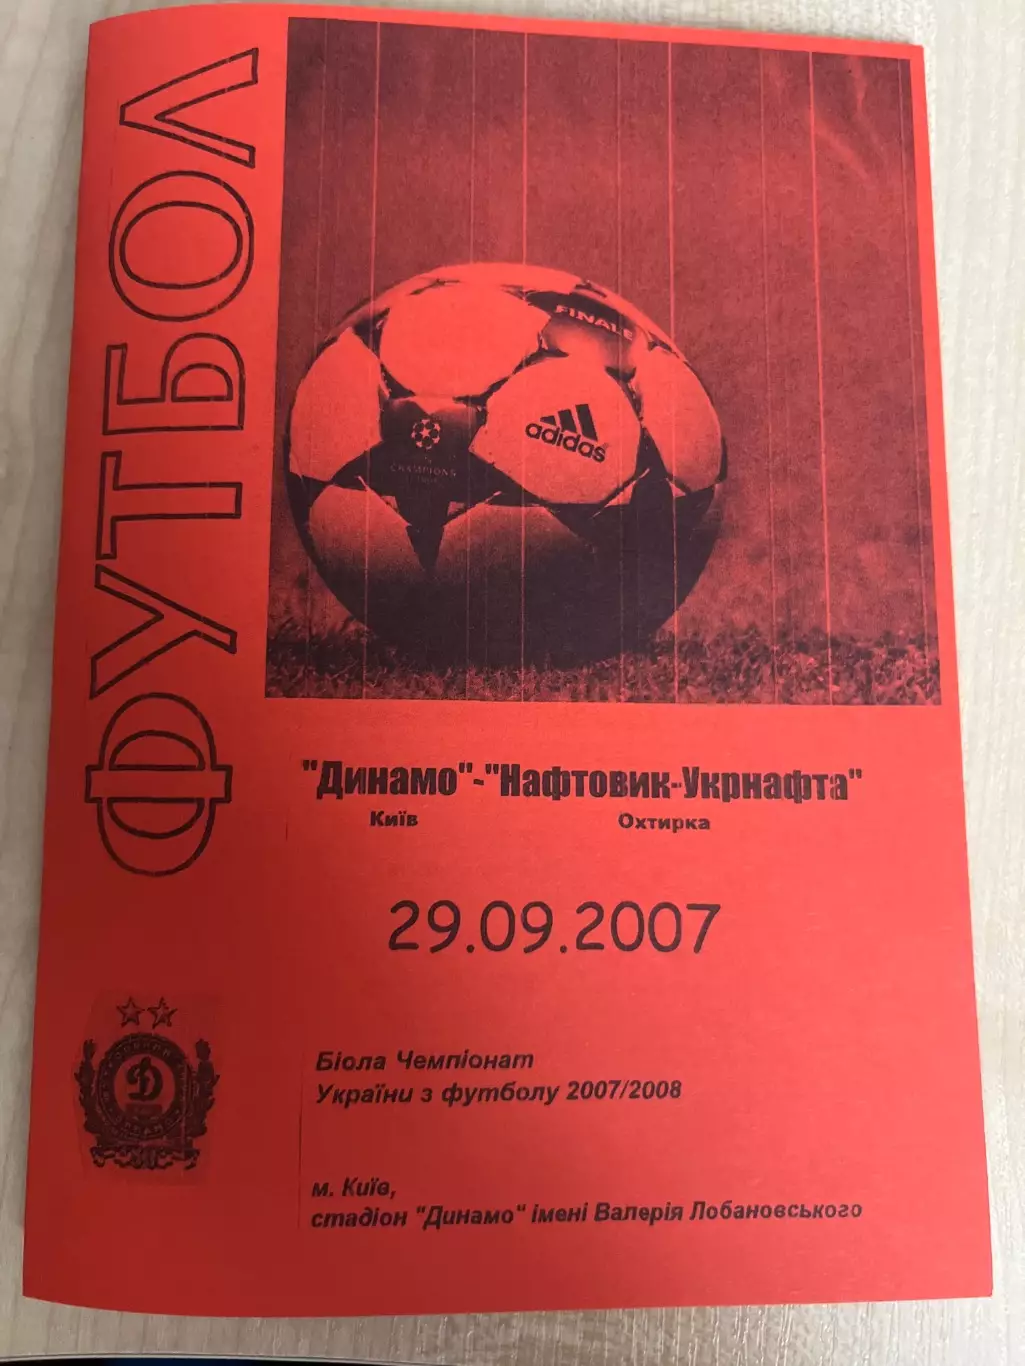 ФУТБОЛ
FINALE
adidas
CHAMPIONS
"Динамо"-"Нафтовик-Укрнафта"
Київ Охтирка
29.09.2007
Біола Чемпіонат
України з футболу 2007/2008
м. Київ,
стадіон "Динамо" імені Валерія Лобановського